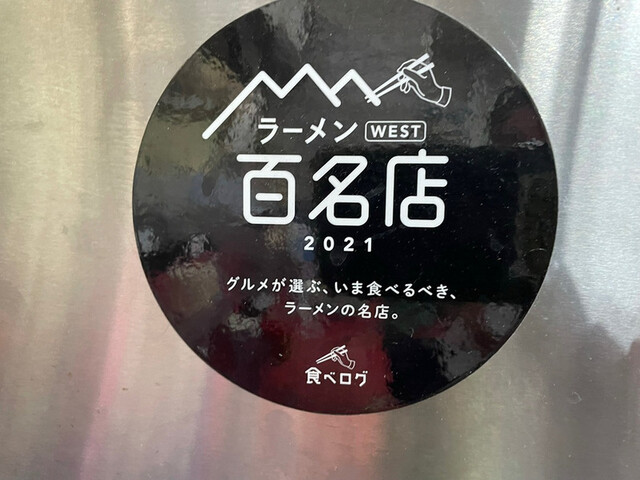 ラーメン WEST
百名店
2021
グルメが選ぶ、いま食べるべき、
ラーメンの名店。
食べログ